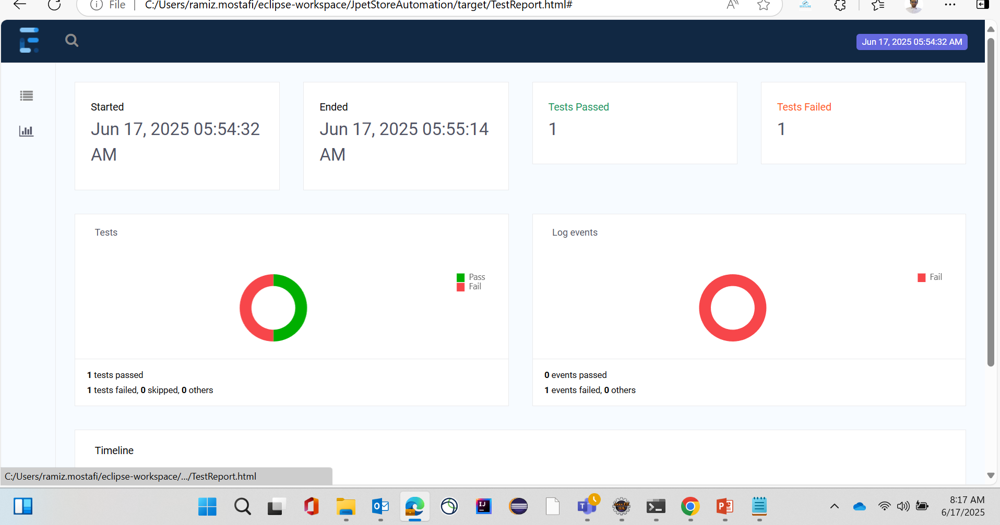 File
C:/Users/ramiz.mostafi/eclipse-workspace/JpetStoreAutomation/target/TestReport.html#
Jun 17, 2025 05:54:32 AM
Started
Jun 17, 2025 05:54:32
AM
Ended
Jun 17, 2025 05:55:14
AM
Tests Passed
1
Tests Failed
1
Tests
Pass
Fail
1 tests passed
1 tests failed, 0 skipped, 0 others
Log events
Fail
0 events passed
1 events failed, 0 others
Timeline
C:/Users/ramiz.mostafi/eclipse-workspace/.../TestReport.html
8:17 AM
6/17/2025